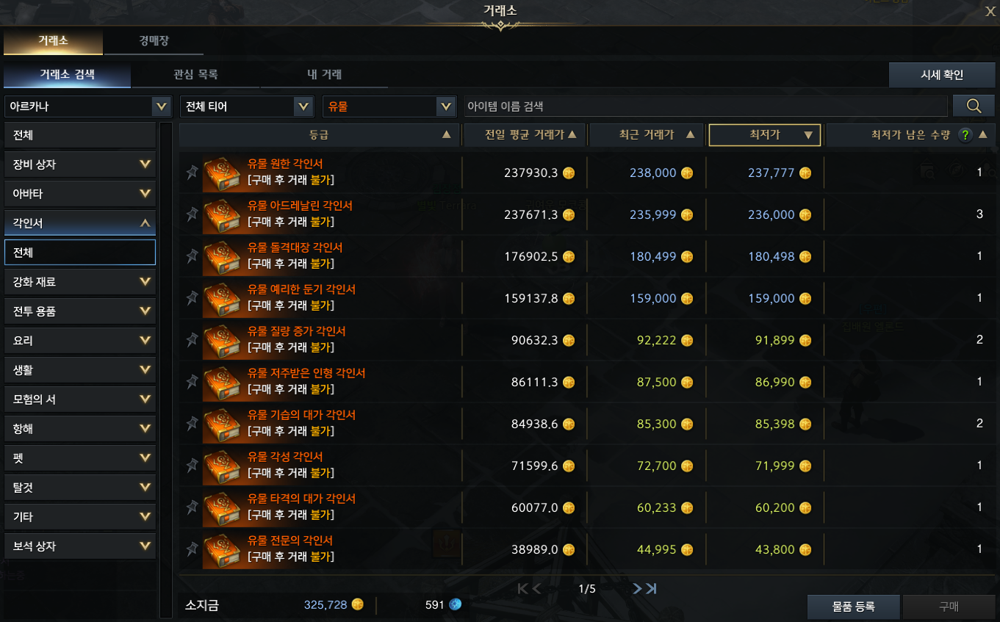 거래소
X
거래소 경매장
거래소 검색 관심 목록 내 거래 시세 확인
아르카나 전체 티어 유물 아이템 이름 검색
전체
장비 상자
아바타
각인서
전체
강화 재료
전투 용품
요리
생활
모험의 서
항해
펫
탈것
기타
보석 상자
등급 전일 평균 거래가 최근 거래가 최저가 최저가 남은 수량 ?
유물 원한 각인서
[구매 후 거래 불가]
237930.3 238,000 237,777 1
유물 아드레날린 각인서
[구매 후 거래 불가]
237671.3 235,999 236,000 3
유물 돌격대장 각인서
[구매 후 거래 불가]
176902.5 180,499 180,498 1
유물 예리한 둔기 각인서
[구매 후 거래 불가]
159137.8 159,000 159,000 1
유물 질량 증가 각인서
[구매 후 거래 불가]
90632.3 92,222 91,899 2
유물 저주받은 인형 각인서
[구매 후 거래 불가]
86111.3 87,500 86,990 1
유물 기습의 대가 각인서
[구매 후 거래 불가]
84938.6 85,300 85,398 2
유물 각성 각인서
[구매 후 거래 불가]
71599.6 72,700 71,999 1
유물 타격의 대가 각인서
[구매 후 거래 불가]
60077.0 60,233 60,200 1
유물 전문의 각인서
[구매 후 거래 불가]
38989.0 44,995 43,800 1
1/5
소지금 325,728 591
물품 등록 구매